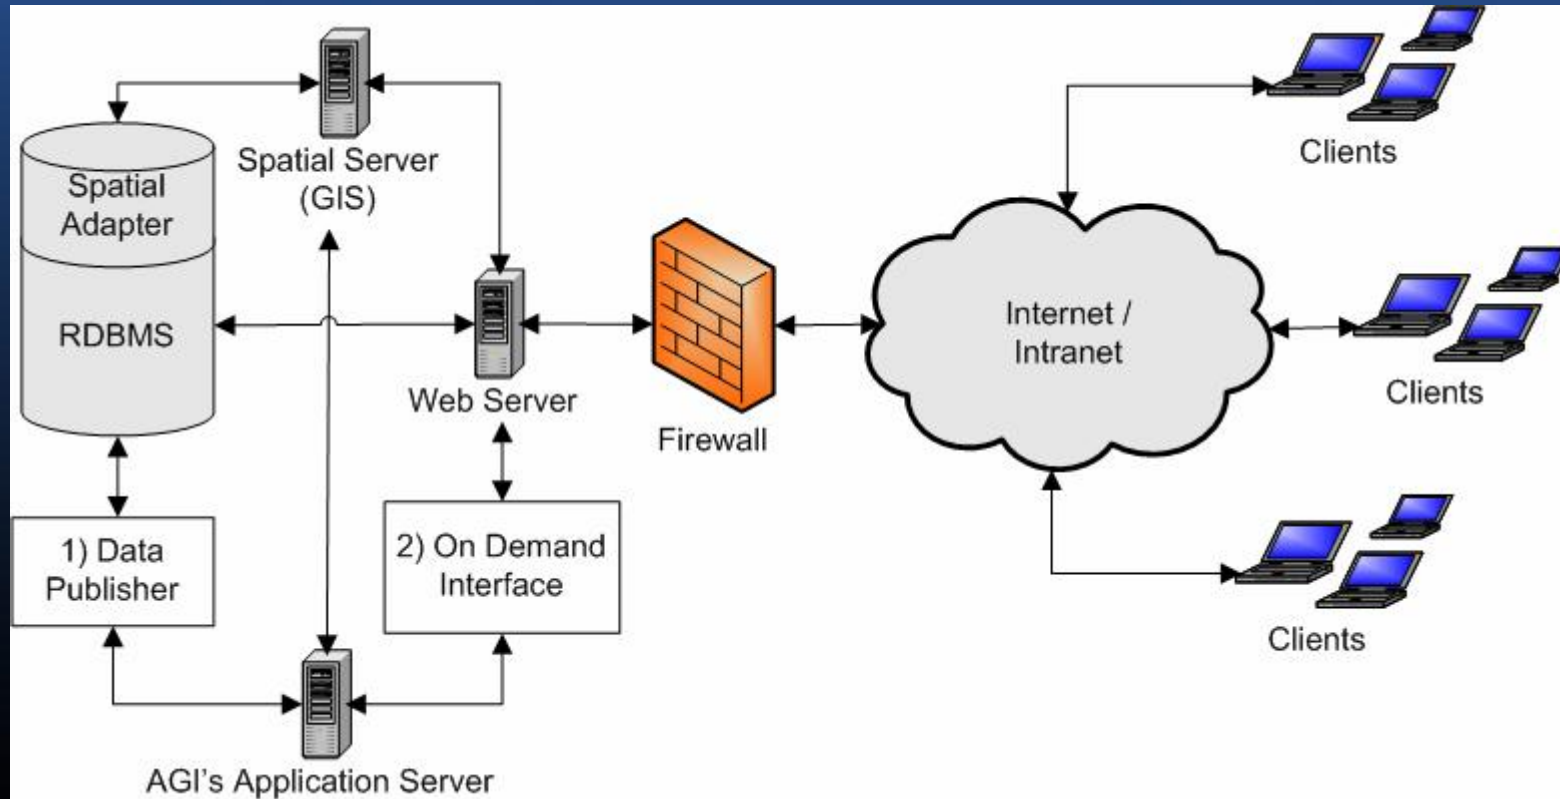 Spatial Server
(GIS)
Spatial
Adapter
RDBMS
Web Server
Firewall
Internet /
Intranet
Clients
Clients
Clients
1) Data
Publisher
2) On Demand
Interface
AGI's Application Server